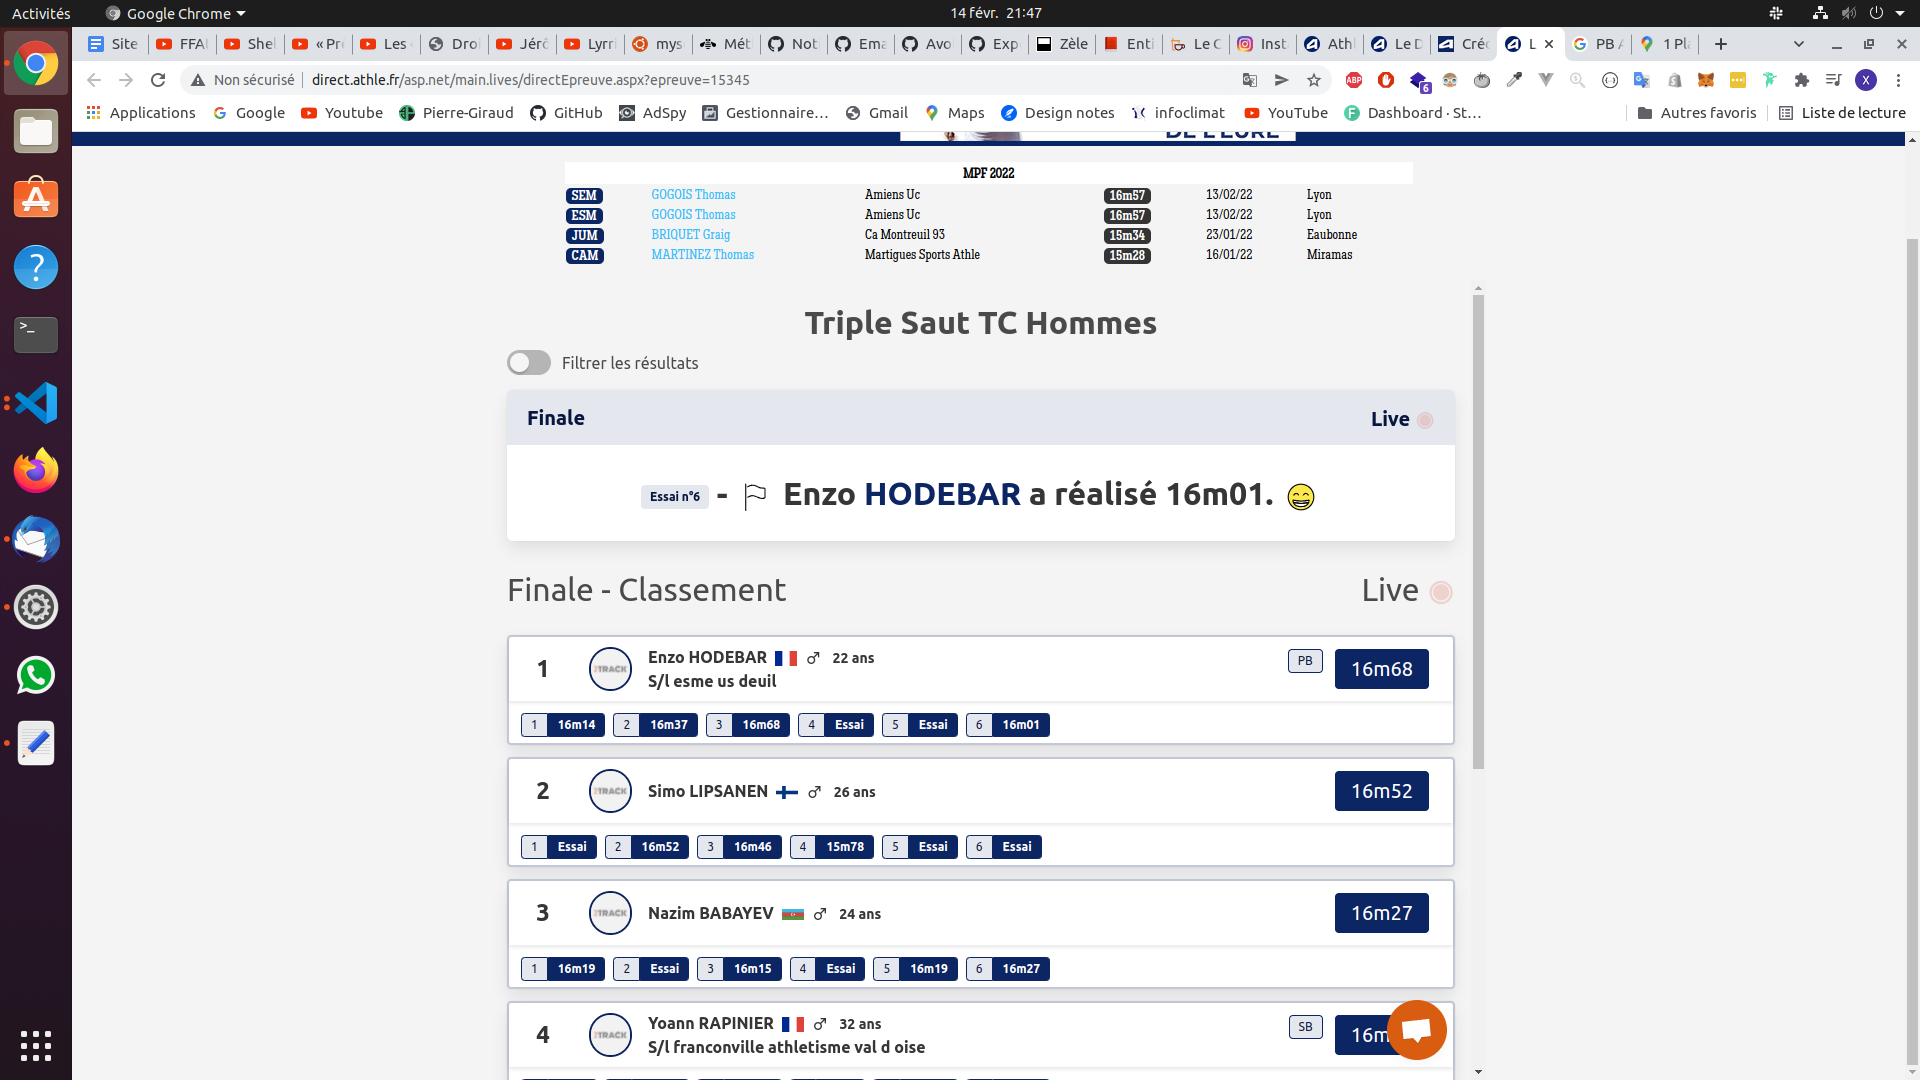 Activités Google Chrome 14 févr. 21:47
Site FFA She « Pr Les Dro Jérô Lyrr mys Mét Not Ema Avo Exp Zèle Enti Le C Inst Athl Le D Créc L PB A 1 Pl
Non sécurisé direct.athle.fr/asp.net/main.lives/directEpreuve.aspx?epreuve=15345 ABP 6 X
Applications Google Youtube Pierre-Giraud GitHub AdSpy Gestionnaire… Gmail Maps Design notes infoclimat YouTube Dashboard · St… Autres favoris Liste de lecture
DE L'EURE
MPF 2022
SEM GOGOIS Thomas Amiens Uc 16m57 13/02/22 Lyon
ESM GOGOIS Thomas Amiens Uc 16m57 13/02/22 Lyon
JUM BRIQUET Graig Ca Montreuil 93 15m34 23/01/22 Eaubonne
CAM MARTINEZ Thomas Martigues Sports Athle 15m28 16/01/22 Miramas
Triple Saut TC Hommes
Filtrer les résultats
Finale Live
Essai n°6 - Enzo HODEBAR a réalisé 16m01.
Finale - Classement Live
1 Enzo HODEBAR ♂ 22 ans PB 16m68
S/l esme us deuil
1 16m14 2 16m37 3 16m68 4 Essai 5 Essai 6 16m01
2 Simo LIPSANEN ♂ 26 ans 16m52
1 Essai 2 16m52 3 16m46 4 15m78 5 Essai 6 Essai
3 Nazim BABAYEV ♂ 24 ans 16m27
1 16m19 2 Essai 3 16m15 4 Essai 5 16m19 6 16m27
4 Yoann RAPINIER ♂ 32 ans SB 16m
S/l franconville athletisme val d oise